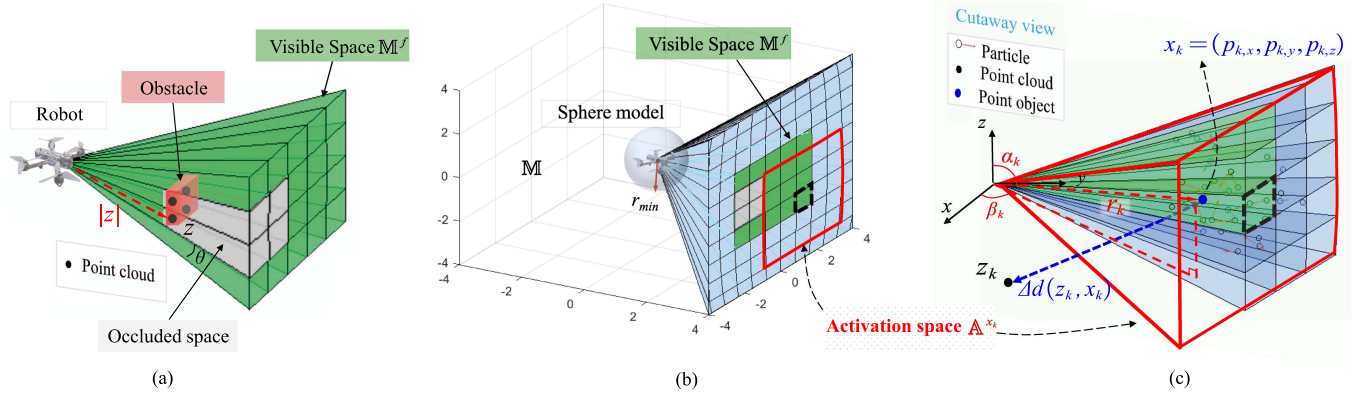 Visible Space 𝕄^f
Obstacle
Robot
|z|
z
θ
Point cloud
Occluded space
(a)
Visible Space 𝕄^f
Sphere model
𝕄
r_min
4
2
0
-2
-4
-4
-2
0
2
4
-4
-2
0
2
4
(b)
Activation space 𝔸^{x_k}
Cutaway view
Particle
Point cloud
Point object
x_k = (p_{k,x}, p_{k,y}, p_{k,z})
z
α_k
y
x
β_k
r_k
z_k
Δd(z_k, x_k)
(c)